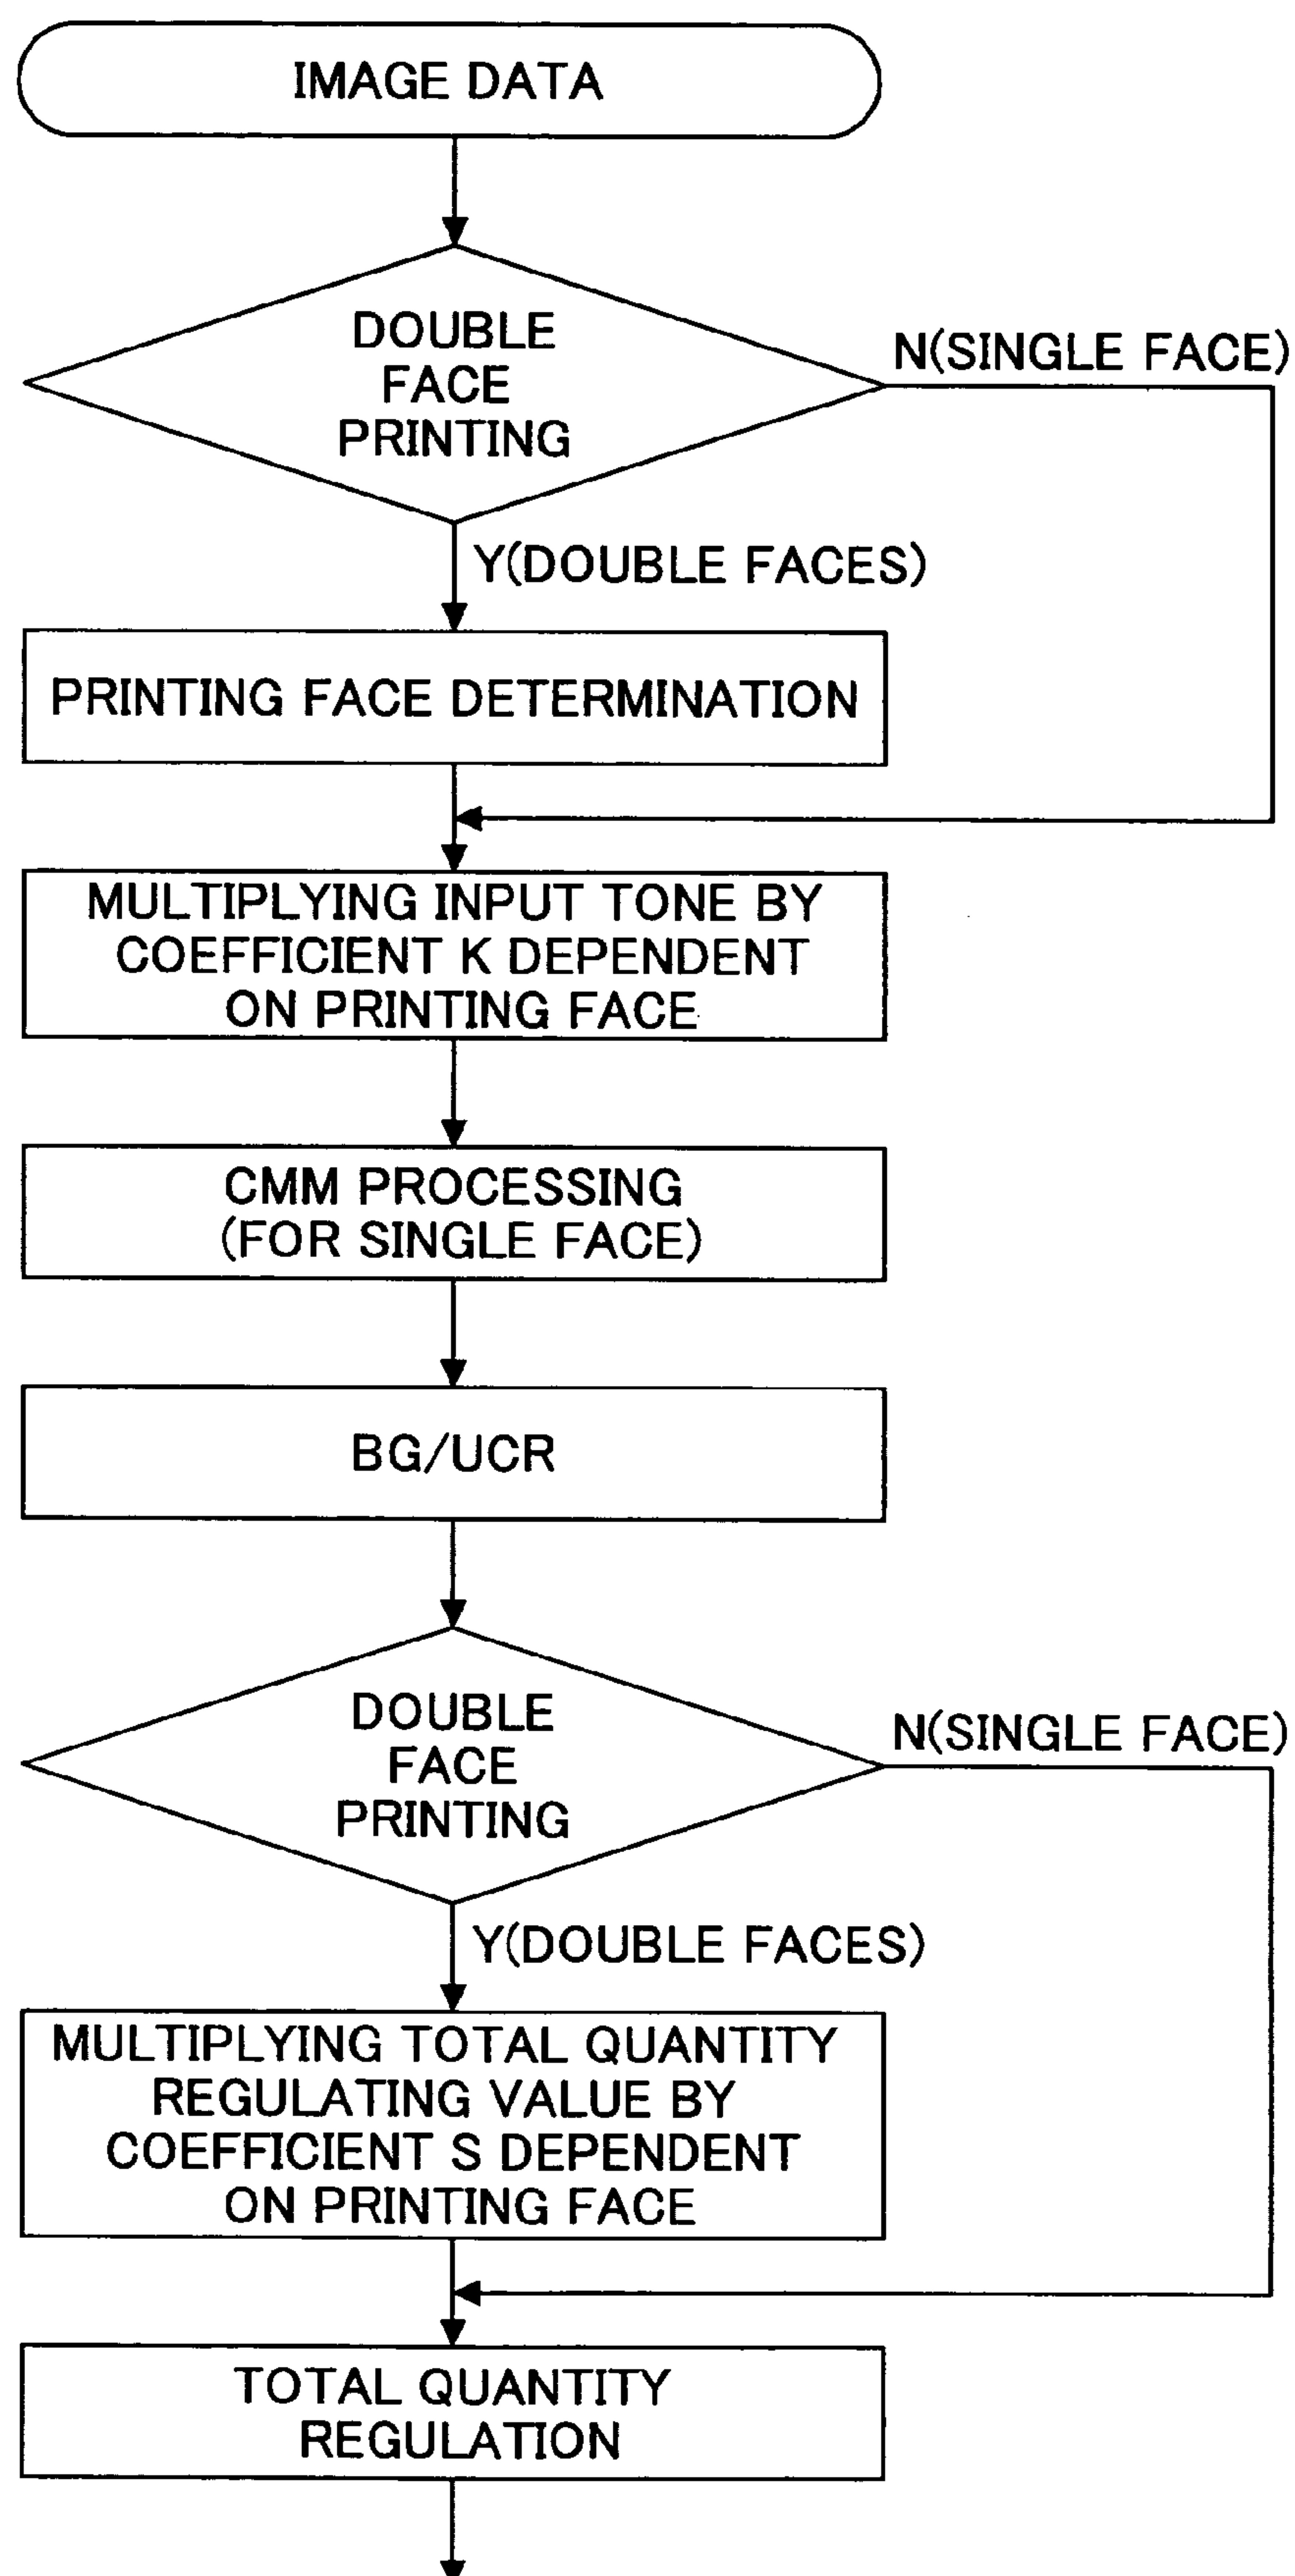 IMAGE DATA
DOUBLE
FACE
PRINTING
N(SINGLE FACE)
Y(DOUBLE FACES)
PRINTING FACE DETERMINATION
MULTIPLYING INPUT TONE BY
COEFFICIENT K DEPENDENT
ON PRINTING FACE
CMM PROCESSING
(FOR SINGLE FACE)
BG/UCR
DOUBLE
FACE
PRINTING
N(SINGLE FACE)
Y(DOUBLE FACES)
MULTIPLYING TOTAL QUANTITY
REGULATING VALUE BY
COEFFICIENT S DEPENDENT
ON PRINTING FACE
TOTAL QUANTITY
REGULATION